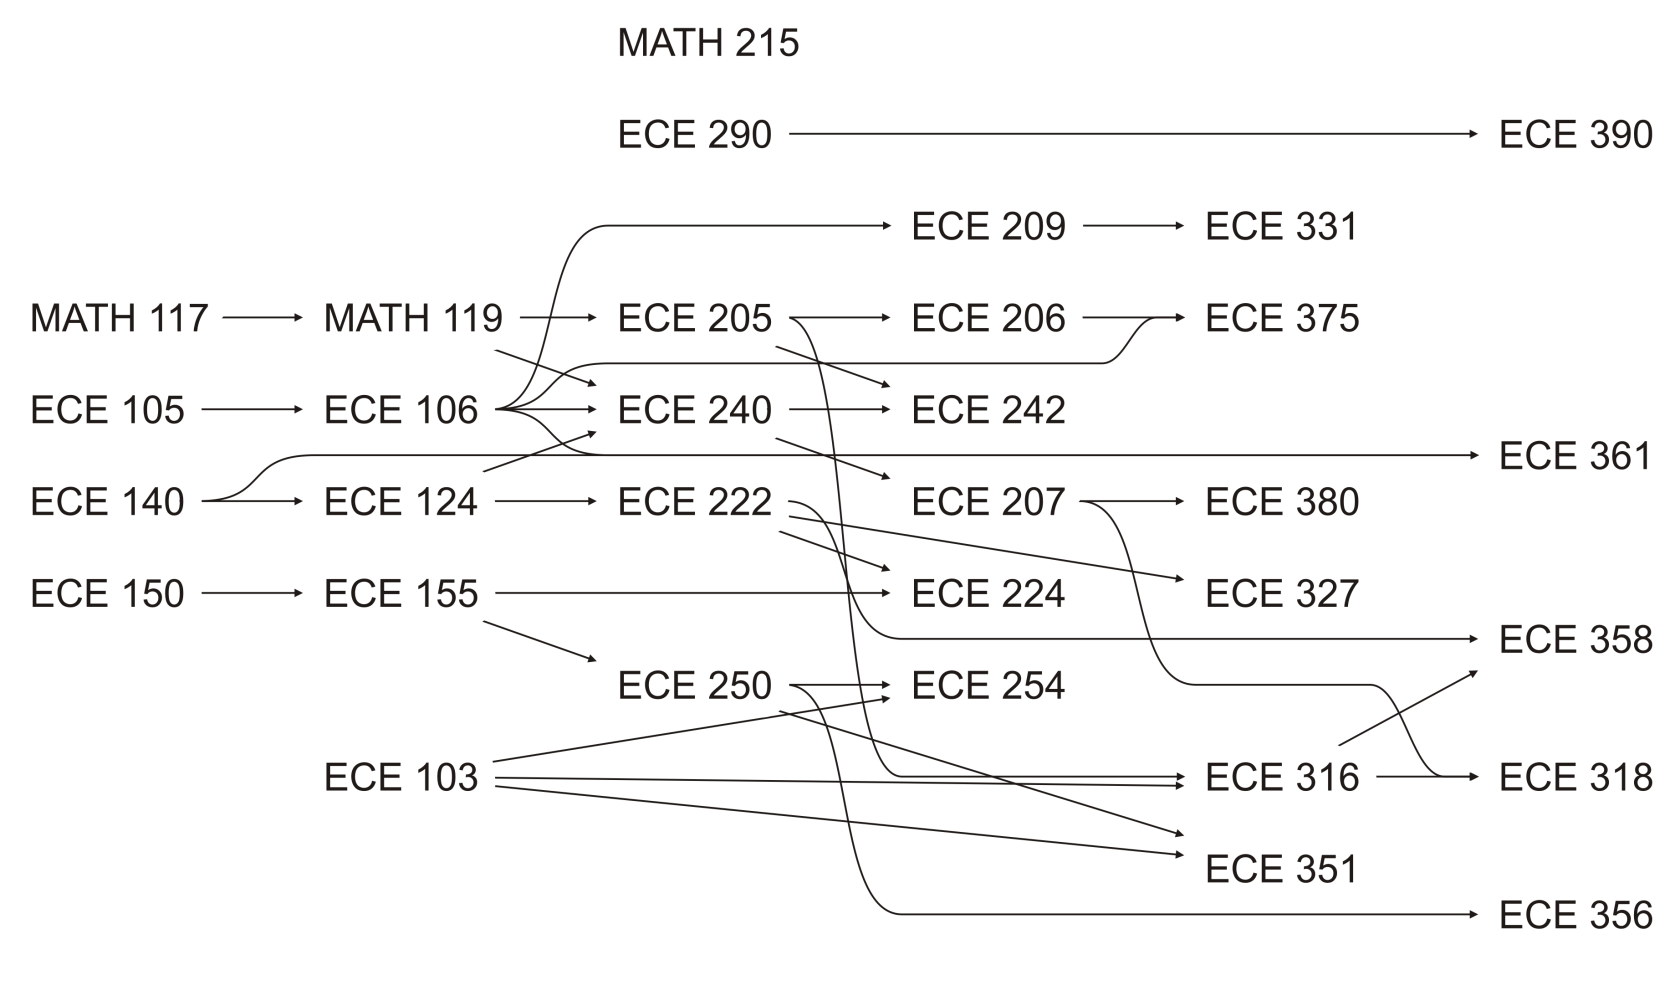 MATH 215
ECE 290 ECE 390
ECE 209 ECE 331
MATH 117 MATH 119 ECE 205 ECE 206 ECE 375
ECE 105 ECE 106 ECE 240 ECE 242
ECE 361
ECE 140 ECE 124 ECE 222 ECE 207 ECE 380
ECE 150 ECE 155 ECE 224 ECE 327
ECE 358
ECE 250 ECE 254
ECE 103 ECE 316 ECE 318
ECE 351
ECE 356